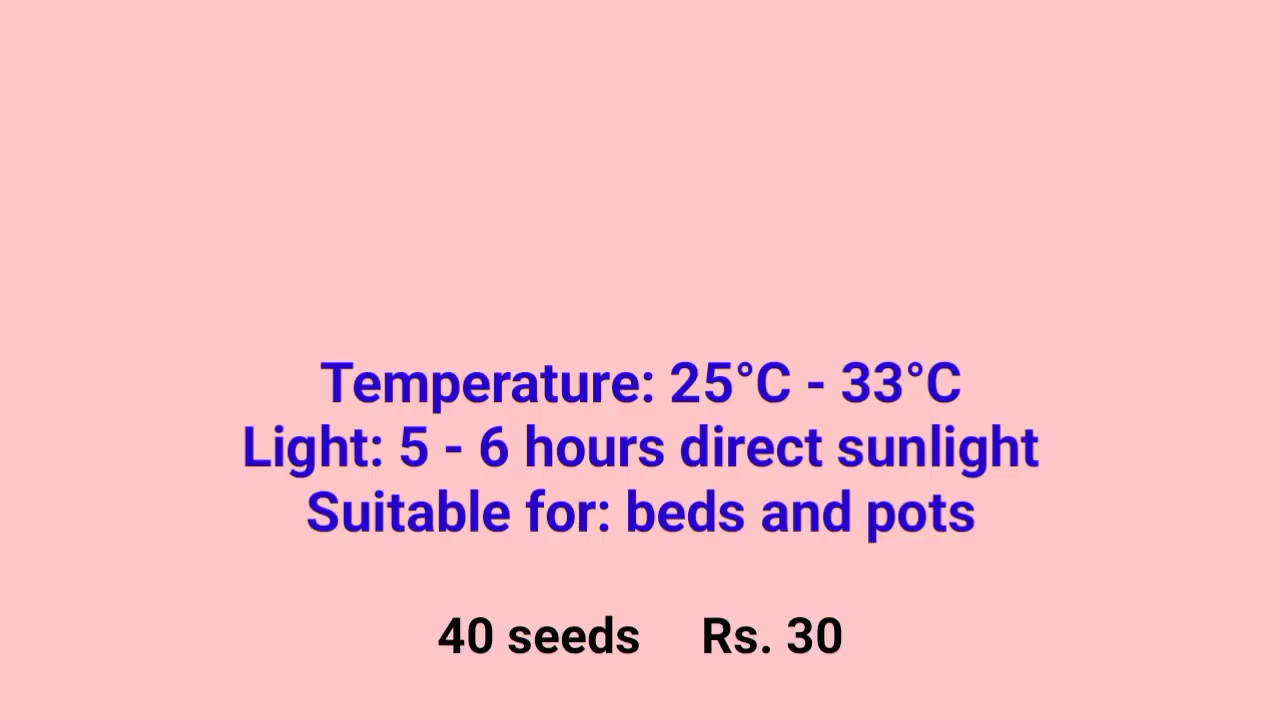 Temperature: 25°C - 33°C
Light: 5 - 6 hours direct sunlight
Suitable for: beds and pots
40 seeds Rs. 30